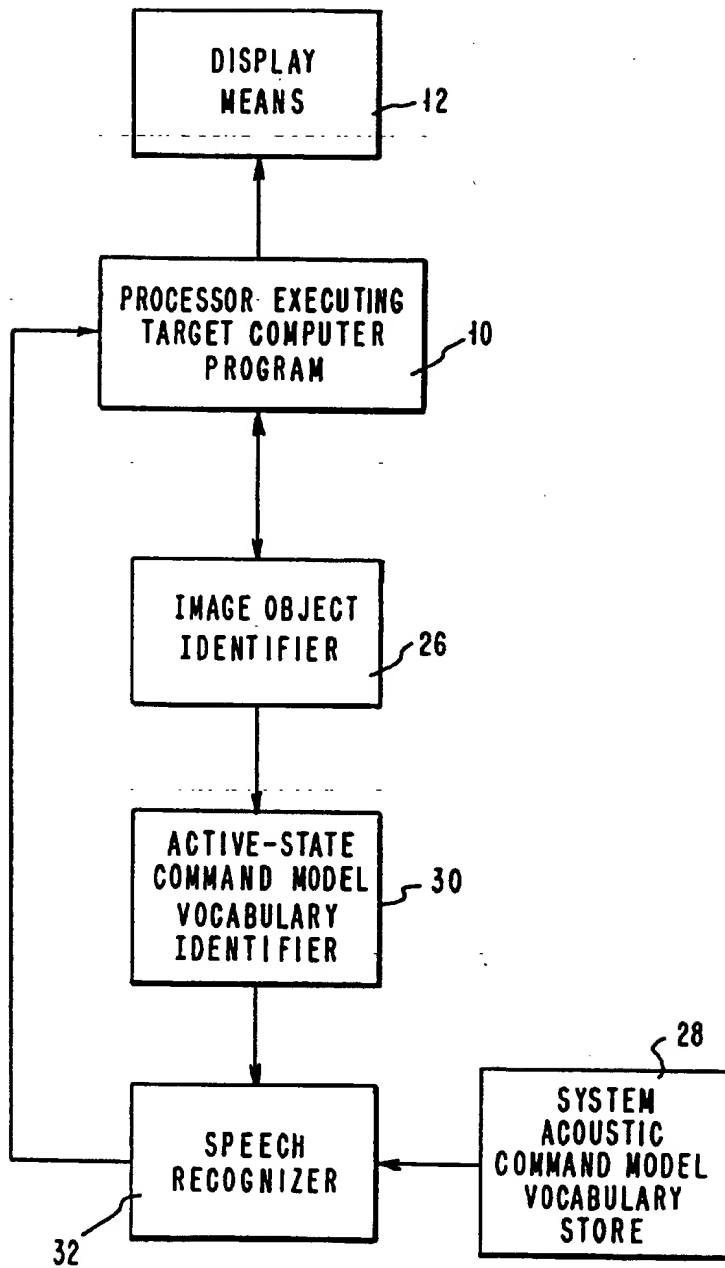 DISPLAY
MEANS
12
PROCESSOR EXECUTING
TARGET COMPUTER
PROGRAM
10
IMAGE OBJECT
IDENTIFIER
26
ACTIVE-STATE
COMMAND MODEL
VOCABULARY
IDENTIFIER
30
SPEECH
RECOGNIZER
32
28
SYSTEM
ACOUSTIC
COMMAND MODEL
VOCABULARY
STORE